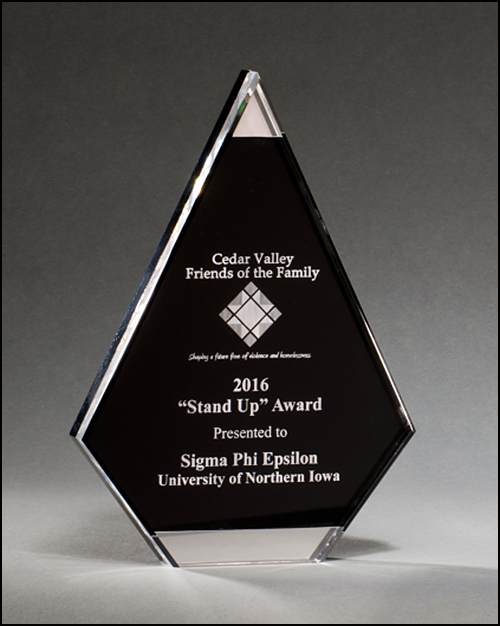 Cedar Valley
Friends of the Family
Shaping a future free of violence and homelessness
2016
“Stand Up” Award
Presented to
Sigma Phi Epsilon
University of Northern Iowa